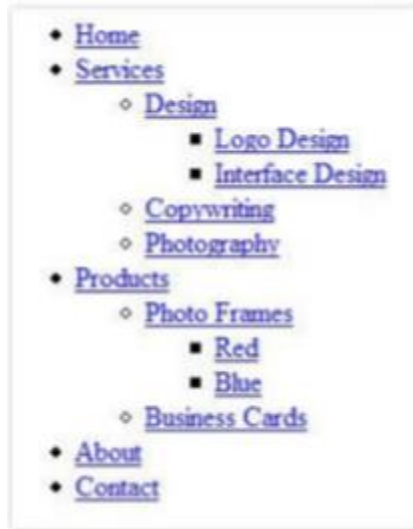 Home
Services
Design
Logo Design
Interface Design
Copywriting
Photography
Products
Photo Frames
Red
Blue
Business Cards
About
Contact